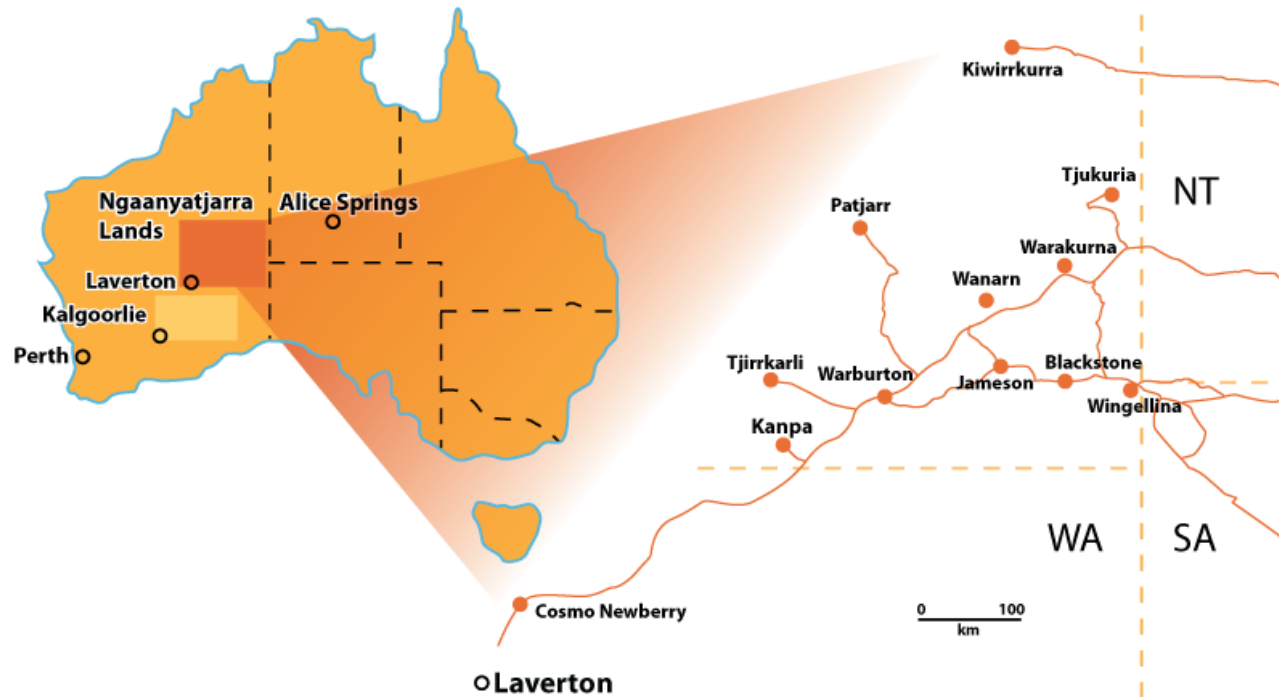 Ngaanyatjarra
Lands
Alice Springs
Laverton
Kalgoorlie
Perth
Kiwirrkurra
Tjukuria
NT
Patjarr
Warakurna
Wanarn
Tjirrkarli
Warburton
Jameson
Blackstone
Wingellina
Kanpa
WA
SA
Cosmo Newberry
0 100
km
Laverton